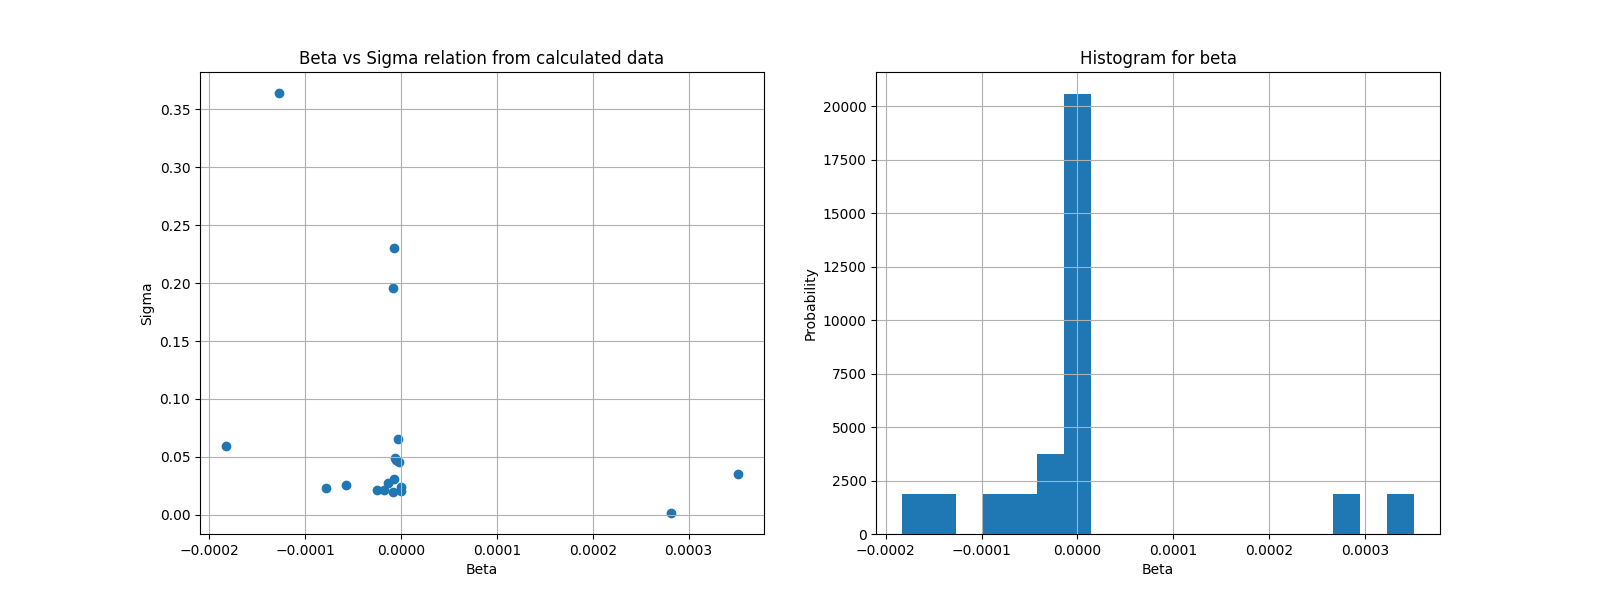 Beta vs Sigma relation from calculated data
0.35
0.30
0.25
0.20
0.15
0.10
0.05
0.00
Sigma
−0.0002 −0.0001 0.0000 0.0001 0.0002 0.0003
Beta
Histogram for beta
20000
17500
15000
12500
10000
7500
5000
2500
0
Probability
−0.0002 −0.0001 0.0000 0.0001 0.0002 0.0003
Beta